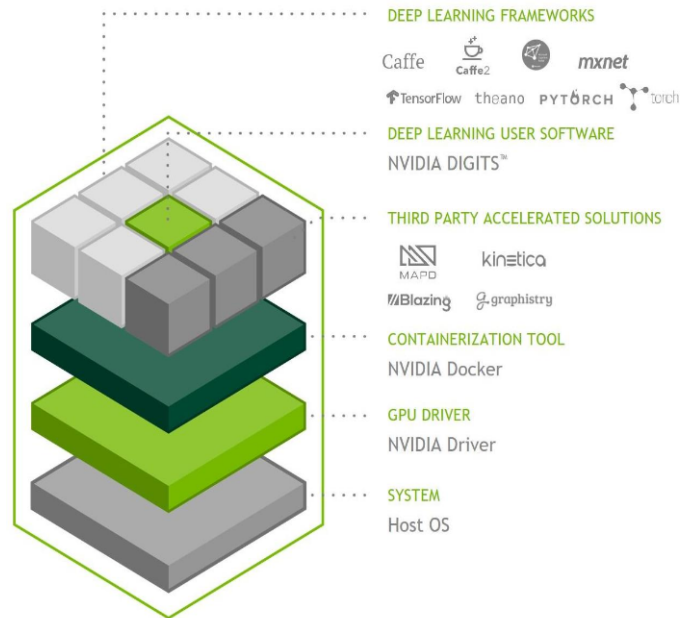 DEEP LEARNING FRAMEWORKS
Caffe Caffe2 mxnet
TensorFlow theano PYTORCH torch
DEEP LEARNING USER SOFTWARE
NVIDIA DIGITS™
THIRD PARTY ACCELERATED SOLUTIONS
MAPD kinetica
Blazing graphistry
CONTAINERIZATION TOOL
NVIDIA Docker
GPU DRIVER
NVIDIA Driver
SYSTEM
Host OS